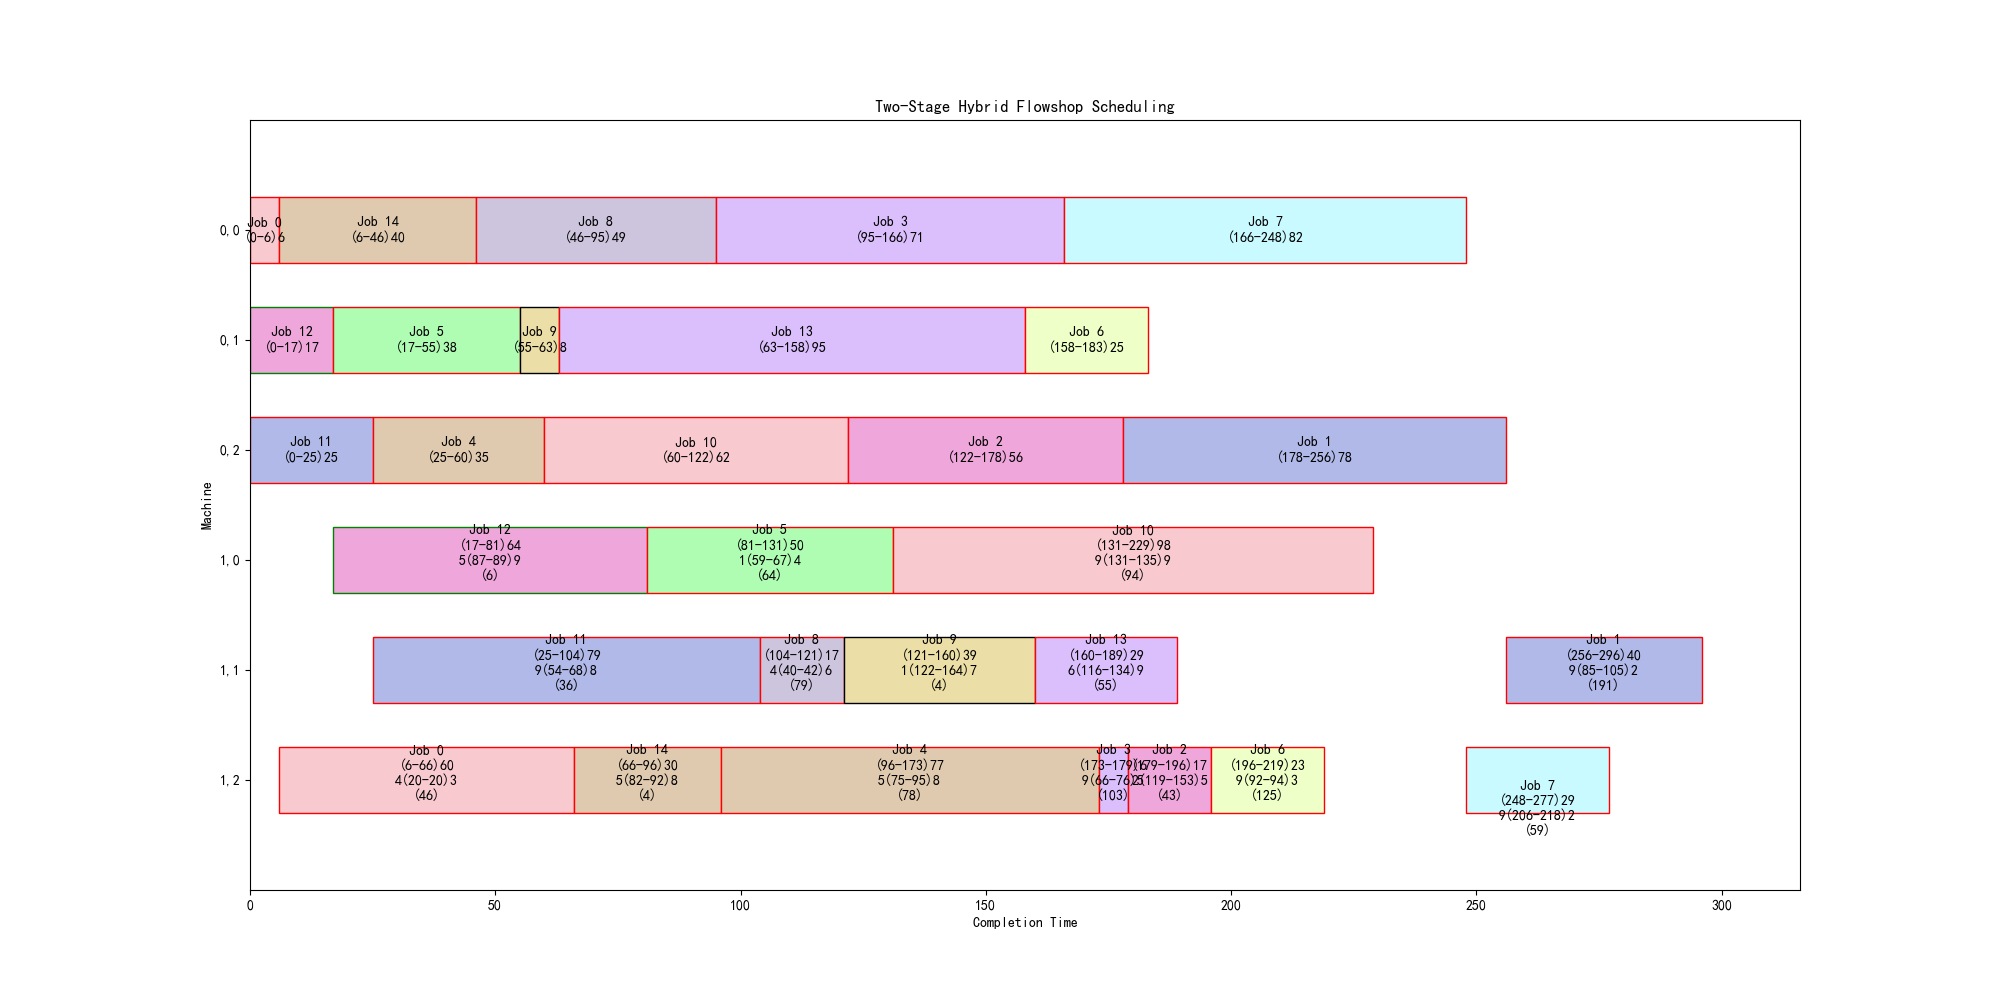 Two-Stage Hybrid Flowshop Scheduling
Machine
0,0
Job 0
(0-6)6
Job 14
(6-46)40
Job 8
(46-95)49
Job 3
(95-166)71
Job 7
(166-248)82
0,1
Job 12
(0-17)17
Job 5
(17-55)38
Job 9
(55-63)8
Job 13
(63-158)95
Job 6
(158-183)25
0,2
Job 11
(0-25)25
Job 4
(25-60)35
Job 10
(60-122)62
Job 2
(122-178)56
Job 1
(178-256)78
1,0
Job 12
(17-81)64
5(87-89)9
(6)
Job 5
(81-131)50
1(59-67)4
(64)
Job 10
(131-229)98
9(131-135)9
(94)
1,1
Job 11
(25-104)79
9(54-68)8
(36)
Job 8
(104-121)17
4(40-42)6
(79)
Job 9
(121-160)39
1(122-164)7
(4)
Job 13
(160-189)29
6(116-134)9
(55)
Job 1
(256-296)40
9(85-105)2
(191)
1,2
Job 0
(6-66)60
4(20-20)3
(46)
Job 14
(66-96)30
5(82-92)8
(4)
Job 4
(96-173)77
5(75-95)8
(78)
Job 3
(173-179)6
(103)
Job 2
(179-196)17
(43)
Job 6
(196-219)23
9(92-94)3
(125)
Job 7
(248-277)29
9(206-218)2
(59)
0
50
100
150
200
250
300
Completion Time